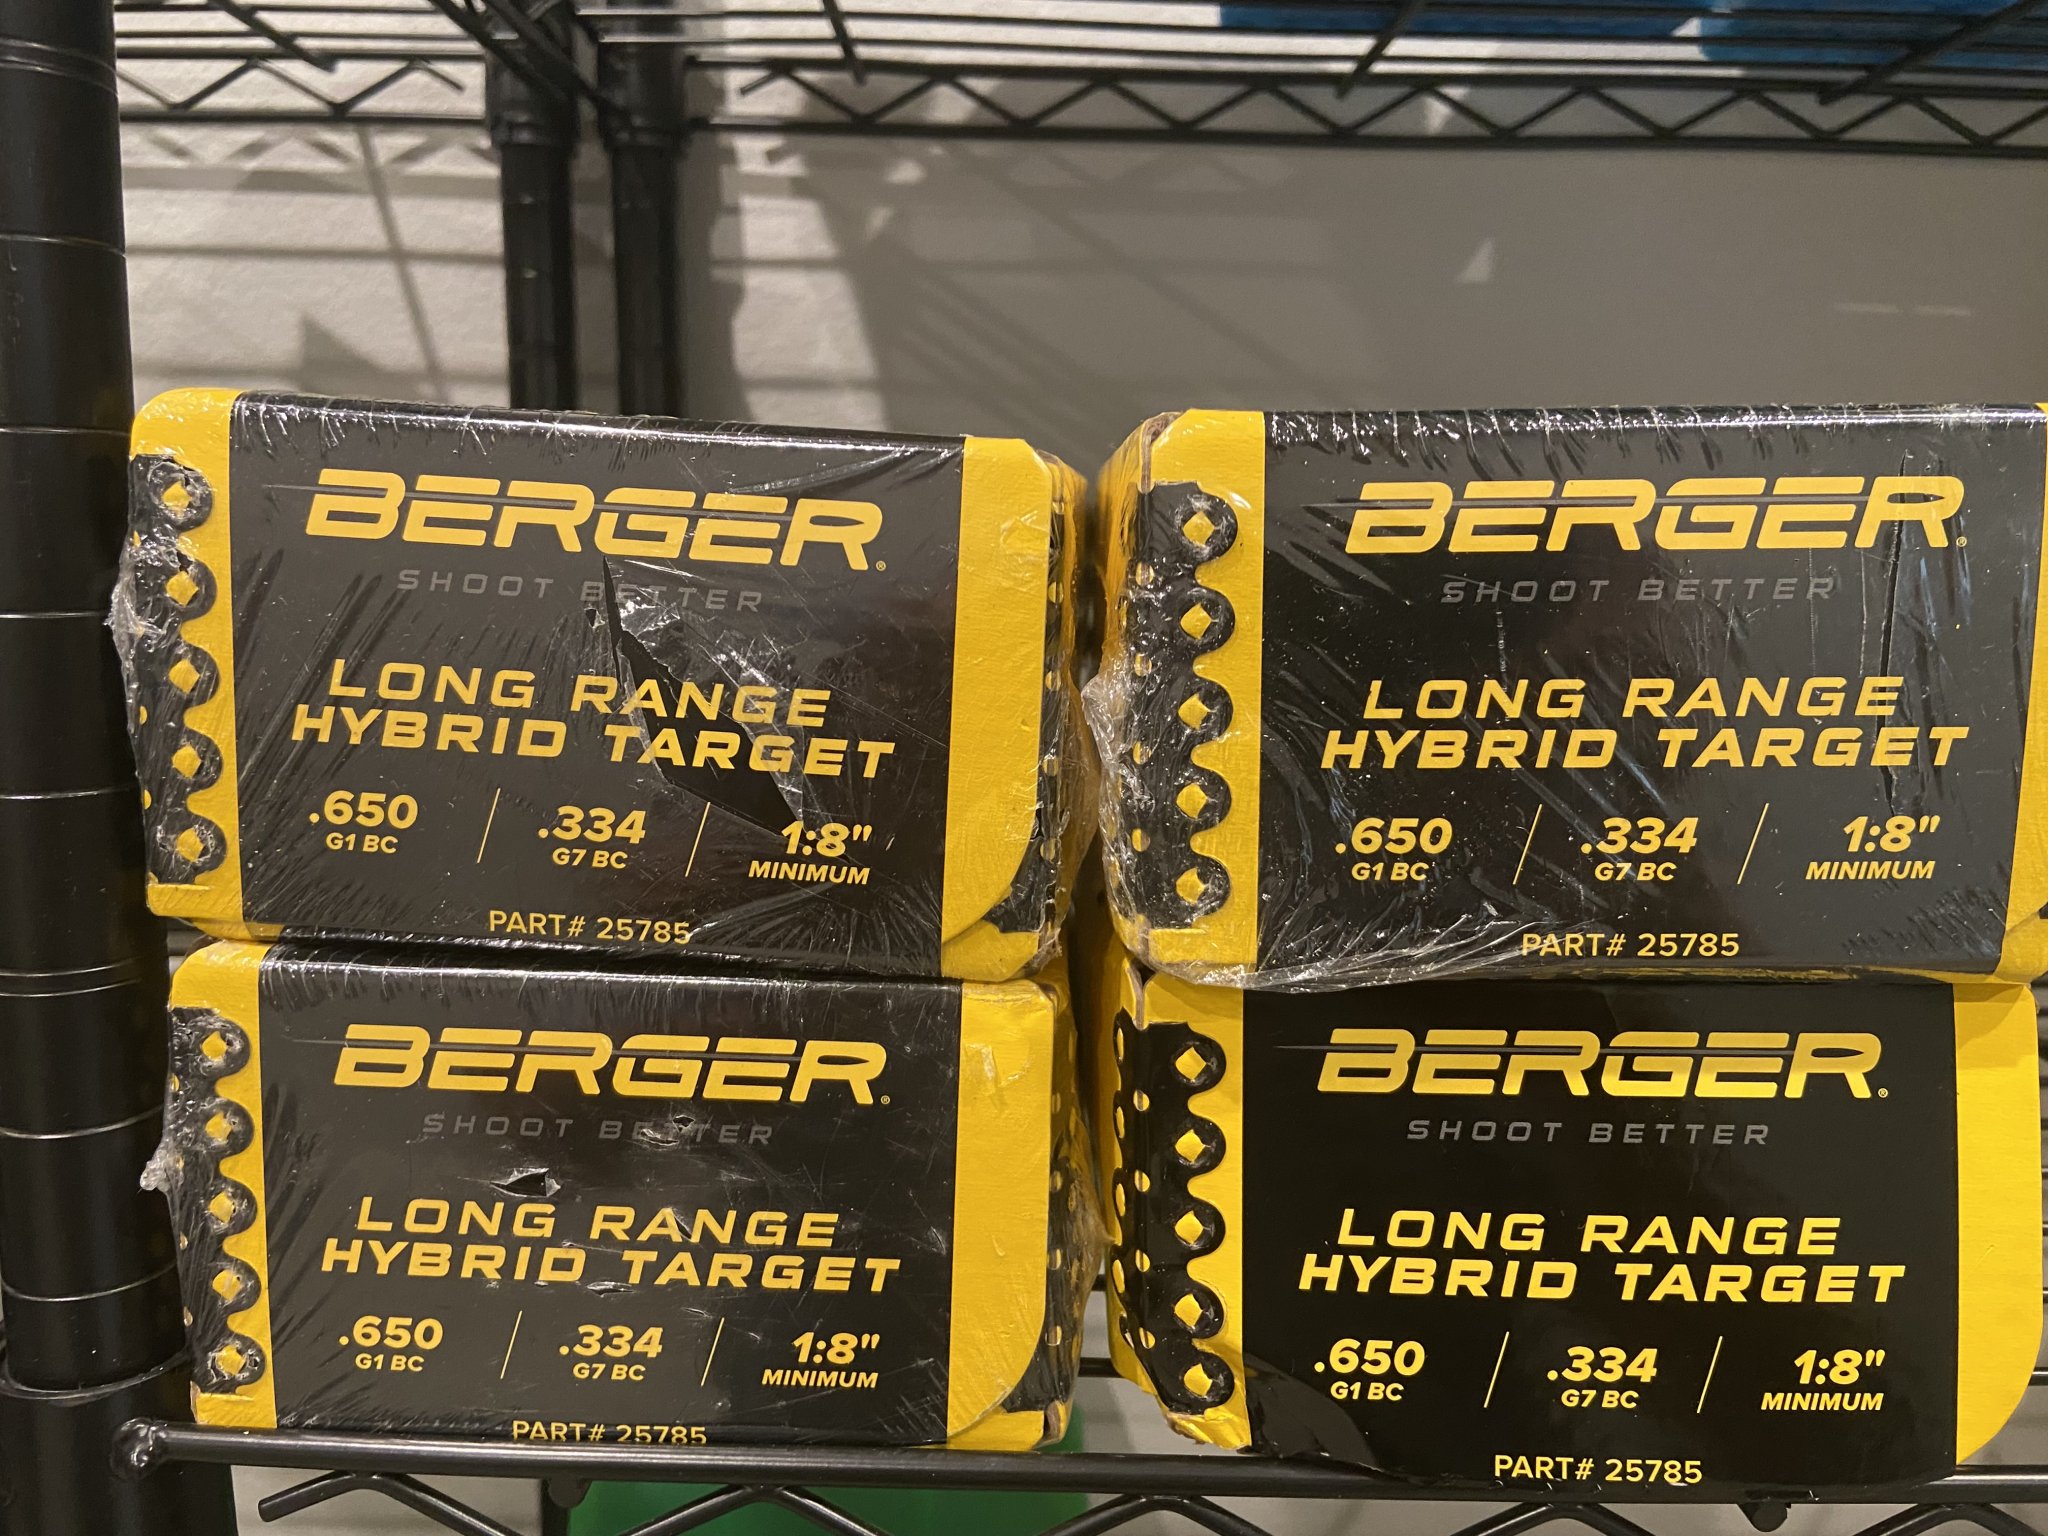 BERGER®
SHOOT BETTER
LONG RANGE
HYBRID TARGET
.650 .334 1:8"
G1 BC G7 BC MINIMUM
PART# 25785
BERGER®
SHOOT BETTER
LONG RANGE
HYBRID TARGET
.650 .334 1:8"
G1 BC G7 BC MINIMUM
PART# 25785
BERGER®
SHOOT BETTER
LONG RANGE
HYBRID TARGET
.650 .334 1:8"
G1 BC G7 BC MINIMUM
PART# 25785
BERGER®
SHOOT BETTER
LONG RANGE
HYBRID TARGET
.650 .334 1:8"
G1 BC G7 BC MINIMUM
PART# 25785